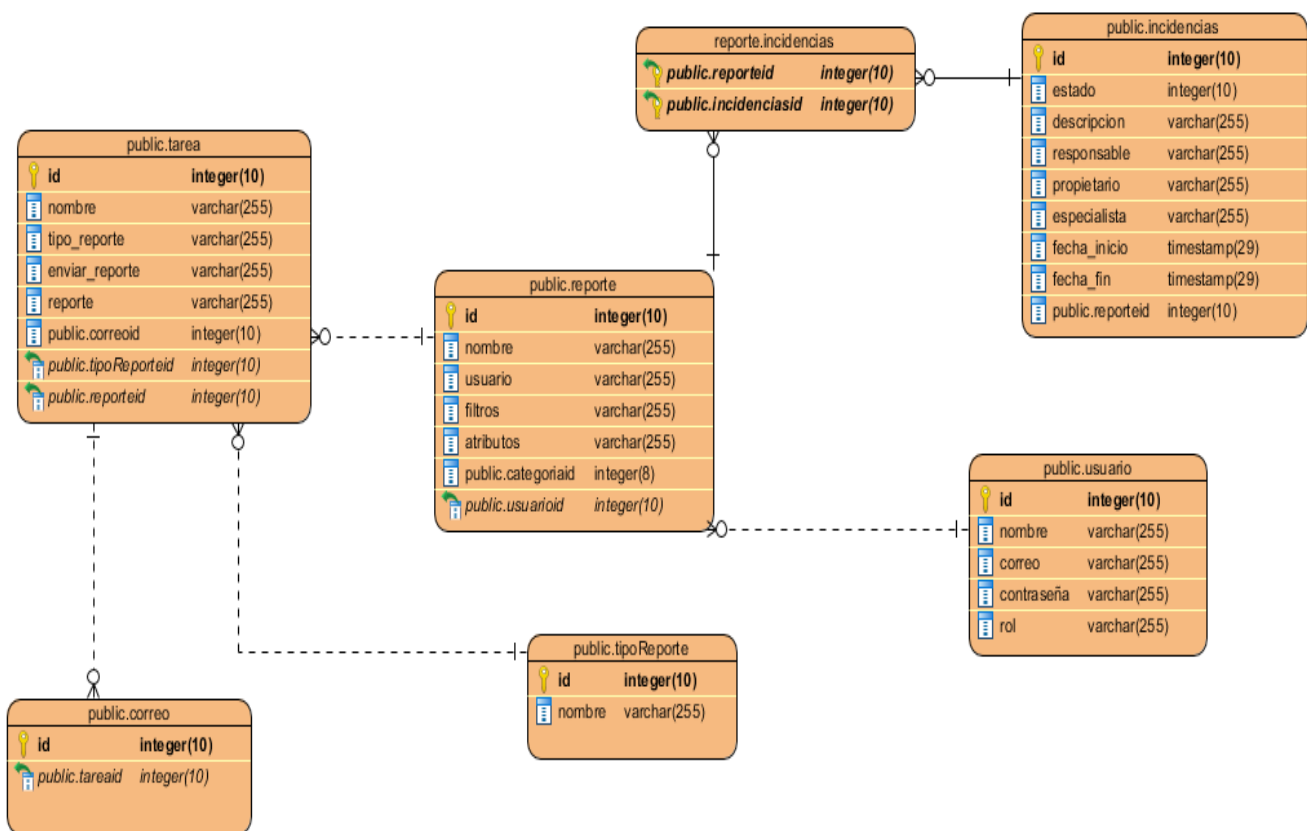 reporte.incidencias
public.reporteid integer(10)
public.incidenciasid integer(10)
public.incidencias
id integer(10)
estado integer(10)
descripcion varchar(255)
responsable varchar(255)
propietario varchar(255)
especialista varchar(255)
fecha_inicio timestamp(29)
fecha_fin timestamp(29)
public.reporteid integer(10)
public.tarea
id integer(10)
nombre varchar(255)
tipo_reporte varchar(255)
enviar_reporte varchar(255)
reporte varchar(255)
public.correoid integer(10)
public.tipoReporteid integer(10)
public.reporteid integer(10)
public.reporte
id integer(10)
nombre varchar(255)
usuario varchar(255)
filtros varchar(255)
atributos varchar(255)
public.categoriaid integer(8)
public.usuarioid integer(10)
public.usuario
id integer(10)
nombre varchar(255)
correo varchar(255)
contraseña varchar(255)
rol varchar(255)
public.tipoReporte
id integer(10)
nombre varchar(255)
public.correo
id integer(10)
public.tareaid integer(10)